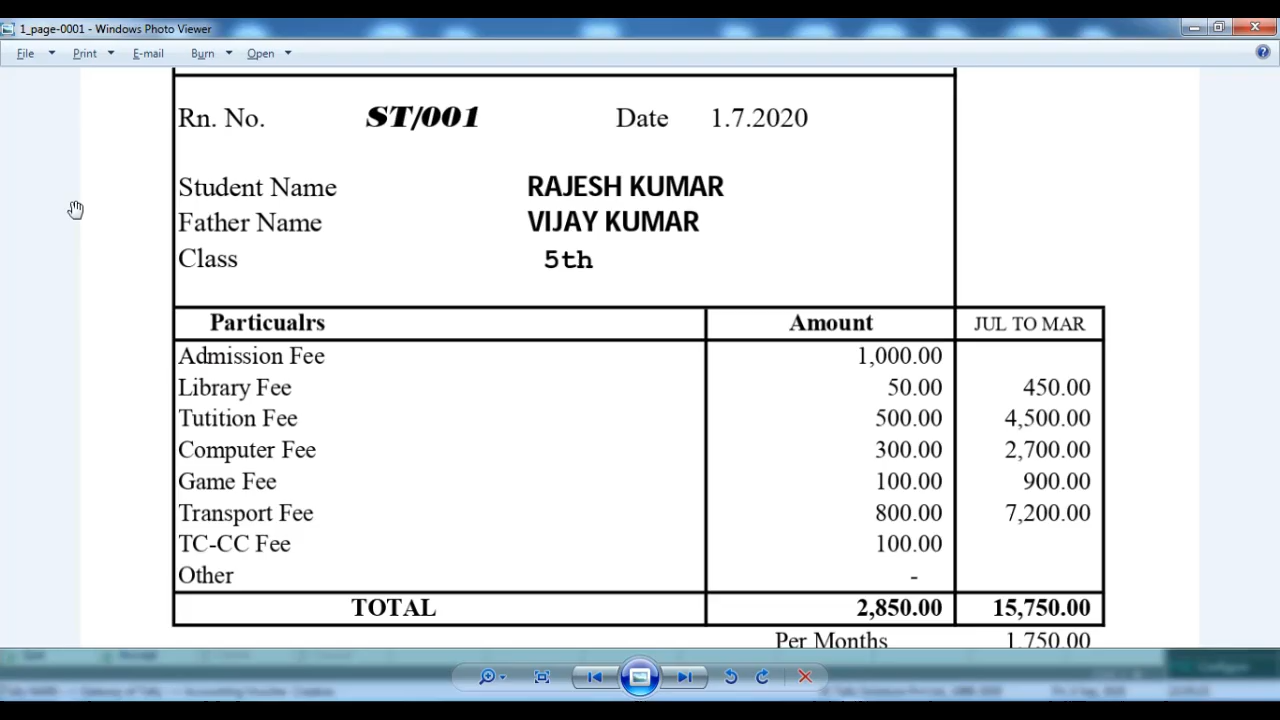 1_page-0001 - Windows Photo Viewer
File Print E-mail Burn Open
Rn. No. ST/001 Date 1.7.2020
Student Name RAJESH KUMAR
Father Name VIJAY KUMAR
Class 5th
Particualrs Amount JUL TO MAR
Admission Fee 1,000.00
Library Fee 50.00 450.00
Tutition Fee 500.00 4,500.00
Computer Fee 300.00 2,700.00
Game Fee 100.00 900.00
Transport Fee 800.00 7,200.00
TC-CC Fee 100.00
Other -
TOTAL 2,850.00 15,750.00
Per Months 1,750.00